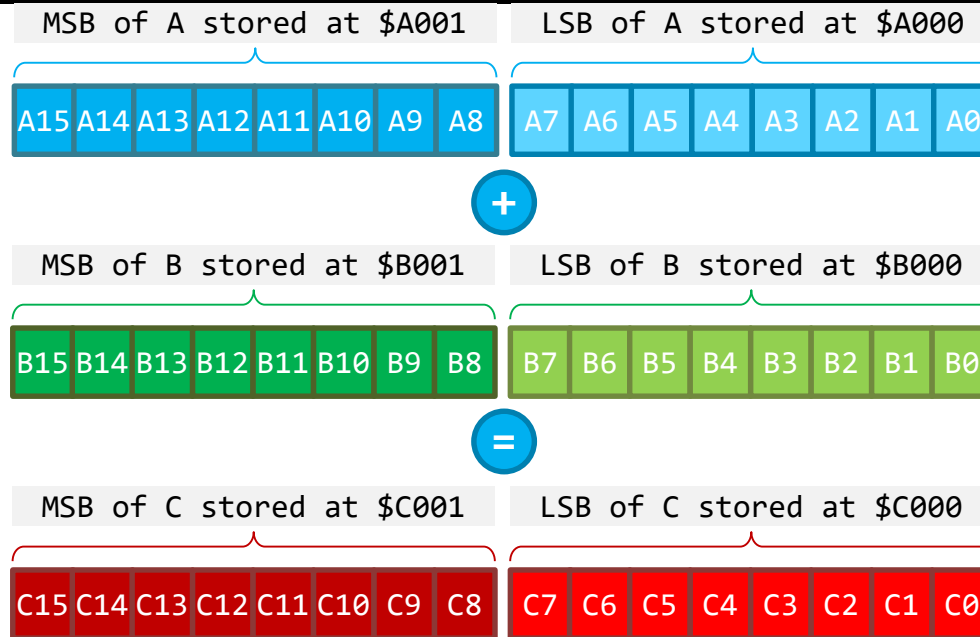 MSB of A stored at $A001 LSB of A stored at $A000
A15 A14 A13 A12 A11 A10 A9 A8 A7 A6 A5 A4 A3 A2 A1 A0
+
MSB of B stored at $B001 LSB of B stored at $B000
B15 B14 B13 B12 B11 B10 B9 B8 B7 B6 B5 B4 B3 B2 B1 B0
=
MSB of C stored at $C001 LSB of C stored at $C000
C15 C14 C13 C12 C11 C10 C9 C8 C7 C6 C5 C4 C3 C2 C1 C0